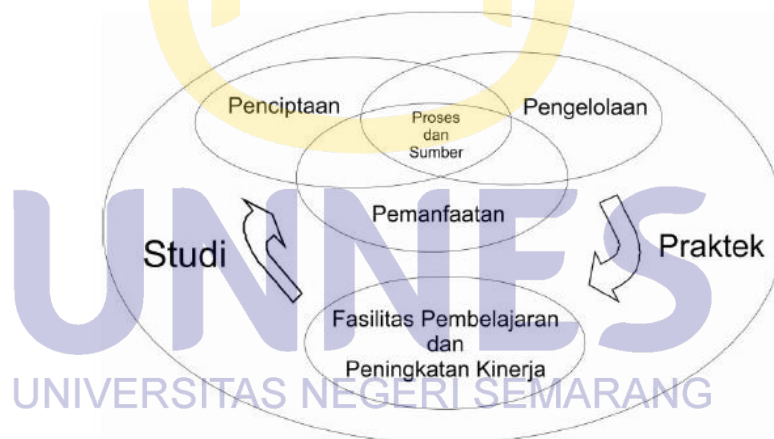 Penciptaan
Pengelolaan
Proses
dan
Sumber
Pemanfaatan
UNNES
Studi
Praktek
Fasilitas Pembelajaran
dan
Peningkatan Kinerja
UNIVERSITAS NEGERI SEMARANG